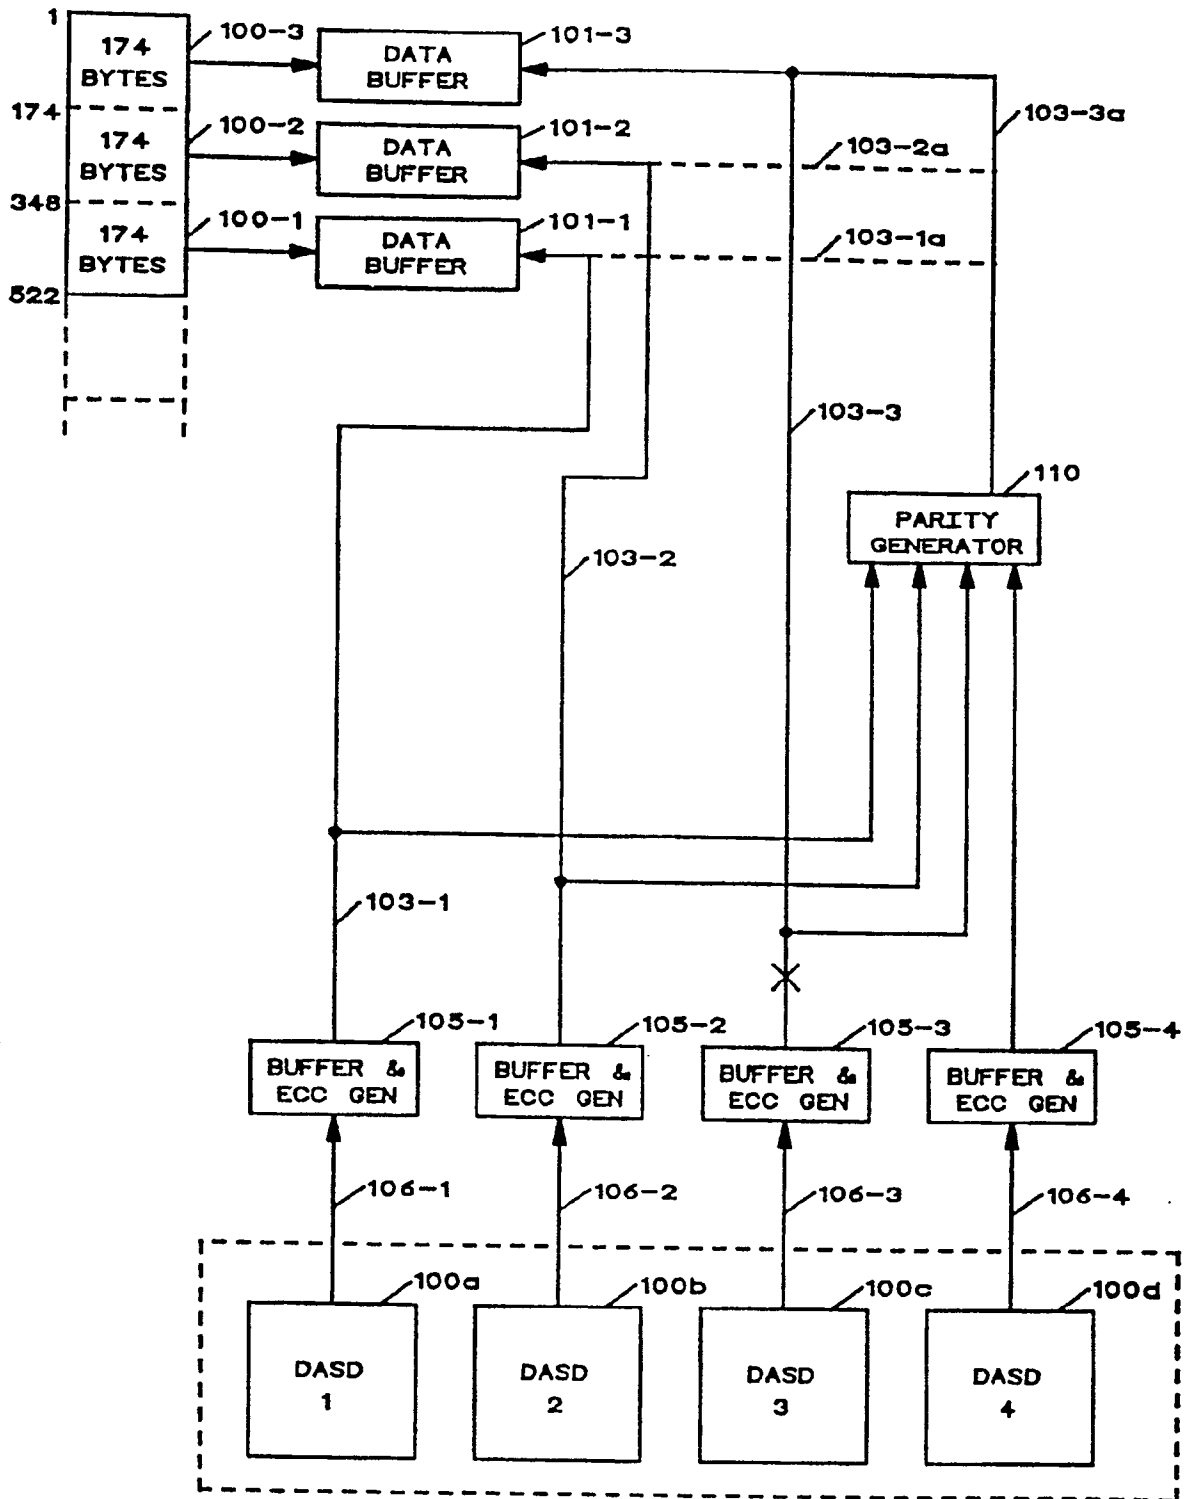 1
174
BYTES
100-3
DATA
BUFFER
101-3
174
174
BYTES
100-2
DATA
BUFFER
101-2
103-3a
103-2a
348
174
BYTES
100-1
DATA
BUFFER
101-1
103-1a
522
103-3
110
PARITY
GENERATOR
103-2
103-1
105-1
BUFFER &
ECC GEN
105-2
BUFFER &
ECC GEN
105-3
BUFFER &
ECC GEN
105-4
BUFFER &
ECC GEN
106-1
106-2
106-3
106-4
100a
DASD
1
100b
DASD
2
100c
DASD
3
100d
DASD
4